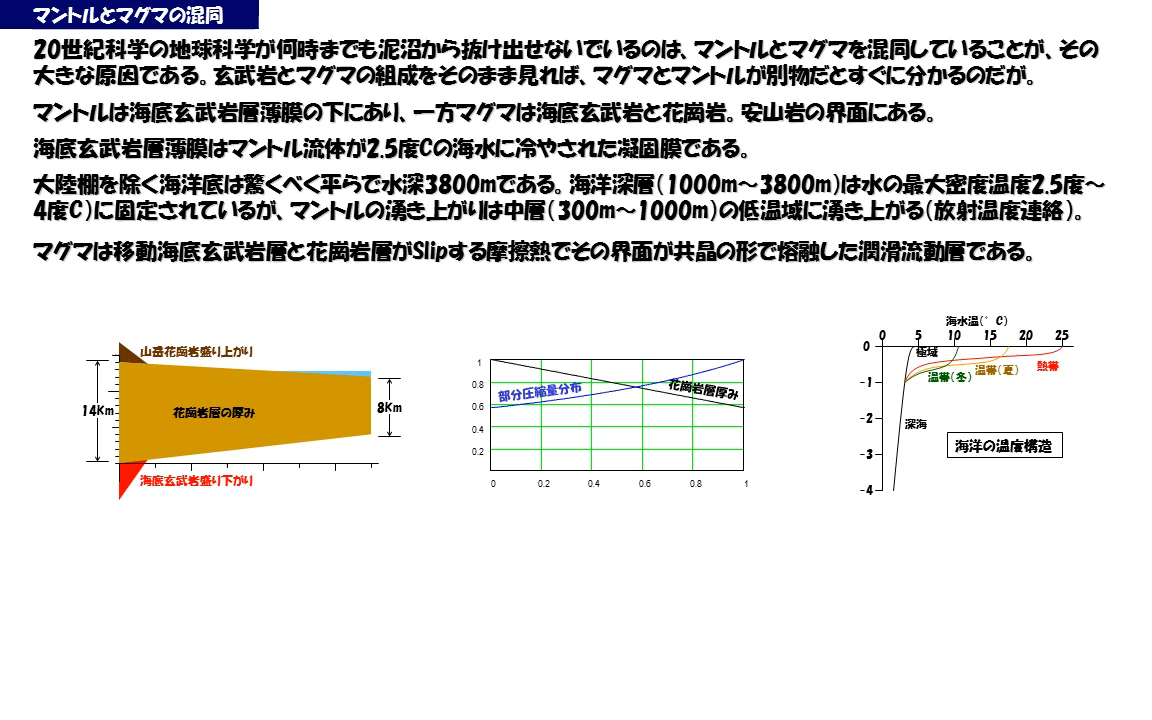 マントルとマグマの混同
20世紀科学の地球科学が何時までも泥沼から抜け出せないでいるのは、マントルとマグマを混同していることが、その
大きな原因である。玄武岩とマグマの組成をそのまま見れば、マグマとマントルが別物だとすぐに分かるのだが。
マントルは海底玄武岩層薄膜の下にあり、一方マグマは海底玄武岩と花崗岩。安山岩の界面にある。
海底玄武岩層薄膜はマントル流体が2.5度Cの海水に冷やされた凝固膜である。
大陸棚を除く海洋底は驚くべく平らで水深3800mである。海洋深層（1000m～3800m）は水の最大密度温度2.5度～
4度C）に固定されているが、マントルの湧き上がりは中層（300m～1000m）の低温域に湧き上がる（放射温度連絡）。
マグマは移動海底玄武岩層と花崗岩層がSlipする摩擦熱でその界面が共晶の形で熔融した潤滑流動層である。
山岳花崗岩盛り上がり
14Km
花崗岩層の厚み
8Km
海底玄武岩盛り下がり
1
0.8
0.6
0.4
0.2
部分圧縮量分布
花崗岩層厚み
0 0.2 0.4 0.6 0.8 1
海水温(゜C)
0 5 10 15 20 25
0
-1
-2
-3
-4
極域
温帯(冬)
温帯(夏)
熱帯
深海
海洋の温度構造